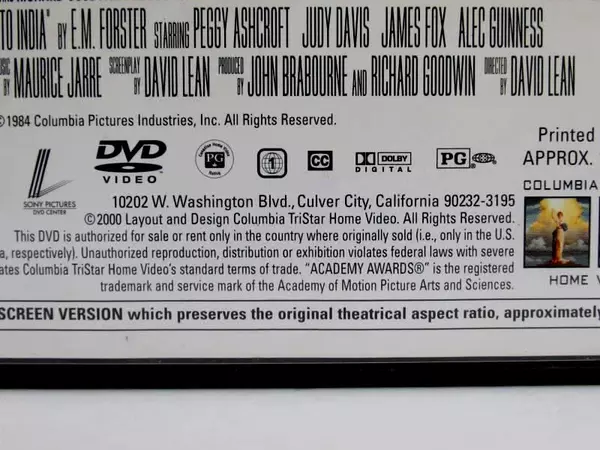 TO INDIA" BY E.M. FORSTER STARRING PEGGY ASHCROFT JUDY DAVIS JAMES FOX ALEC GUINNESS
BY MAURICE JARRE SCREENPLAY BY DAVID LEAN PRODUCED BY JOHN BRABOURNE AND RICHARD GOODWIN DIRECTED BY DAVID LEAN
©1984 Columbia Pictures Industries, Inc. All Rights Reserved.
Printed
APPROX.
SONY PICTURES
DVD CENTER
DVD
VIDEO
PG
1
CC
DOLBY
DIGITAL
PG
COLUMBIA
HOME
10202 W. Washington Blvd., Culver City, California 90232-3195
©2000 Layout and Design Columbia TriStar Home Video. All Rights Reserved.
This DVD is authorized for sale or rent only in the country where originally sold (i.e., only in the U.S.
a, respectively). Unauthorized reproduction, distribution or exhibition violates federal laws with severe
ates Columbia TriStar Home Video's standard terms of trade. "ACADEMY AWARDS®" is the registered
trademark and service mark of the Academy of Motion Picture Arts and Sciences.
SCREEN VERSION which preserves the original theatrical aspect ratio, approximately